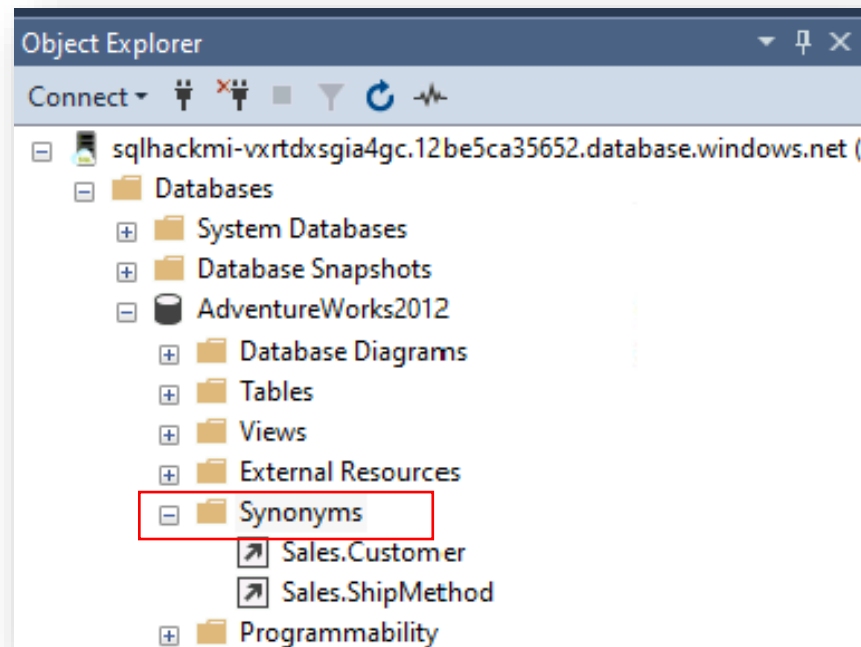 Object Explorer
Connect
sqlhackmi-vxrtdxsgia4gc.12be5ca35652.database.windows.net (
Databases
System Databases
Database Snapshots
AdventureWorks2012
Database Diagrams
Tables
Views
External Resources
Synonyms
Sales.Customer
Sales.ShipMethod
Programmability